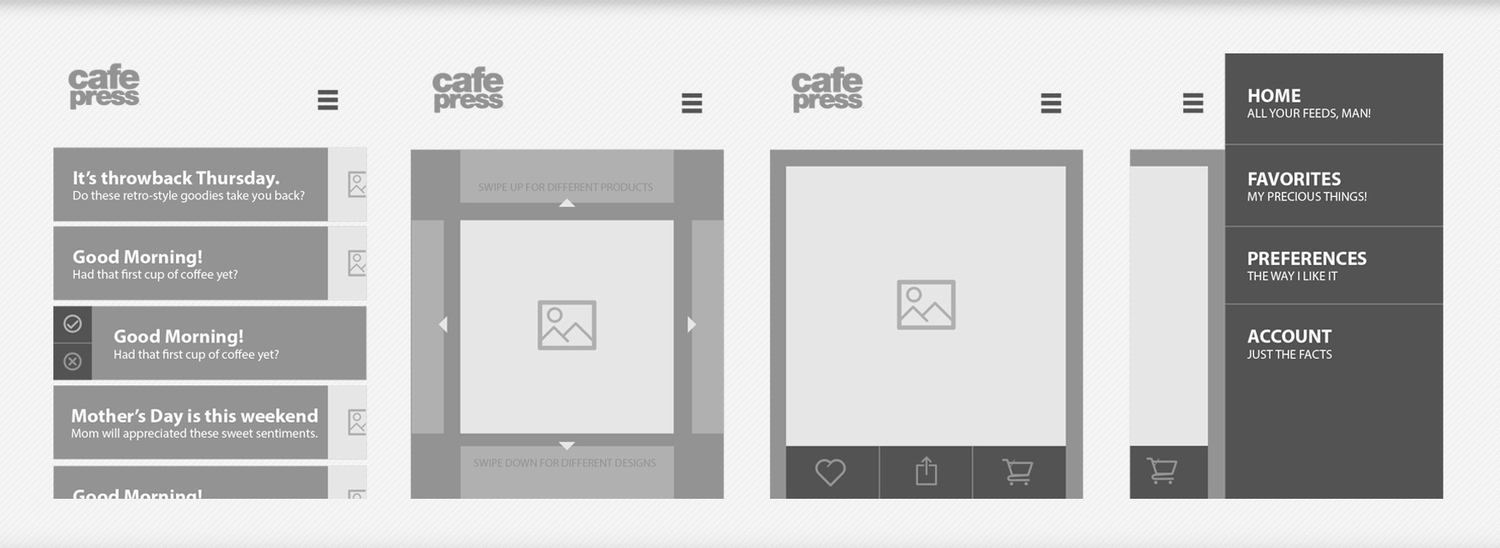 cafe
press
It's throwback Thursday.
Do these retro-style goodies take you back?
Good Morning!
Had that first cup of coffee yet?
Good Morning!
Had that first cup of coffee yet?
Mother's Day is this weekend
Mom will appreciated these sweet sentiments.
Good Morning!
cafe
press
SWIPE UP FOR DIFFERENT PRODUCTS
SWIPE DOWN FOR DIFFERENT DESIGNS
cafe
press
HOME
ALL YOUR FEEDS, MAN!
FAVORITES
MY PRECIOUS THINGS!
PREFERENCES
THE WAY I LIKE IT
ACCOUNT
JUST THE FACTS